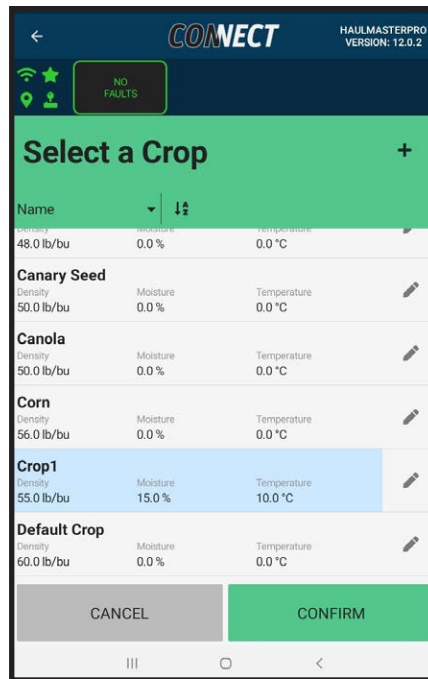 CONNECT
HAULMASTERPRO
VERSION: 12.0.2
NO
FAULTS
Select a Crop
+
Name
Density Moisture Temperature
48.0 lb/bu 0.0 % 0.0 °C
Canary Seed
Density Moisture Temperature
50.0 lb/bu 0.0 % 0.0 °C
Canola
Density Moisture Temperature
50.0 lb/bu 0.0 % 0.0 °C
Corn
Density Moisture Temperature
56.0 lb/bu 0.0 % 0.0 °C
Crop1
Density Moisture Temperature
55.0 lb/bu 15.0 % 10.0 °C
Default Crop
Density Moisture Temperature
60.0 lb/bu 0.0 % 0.0 °C
CANCEL CONFIRM